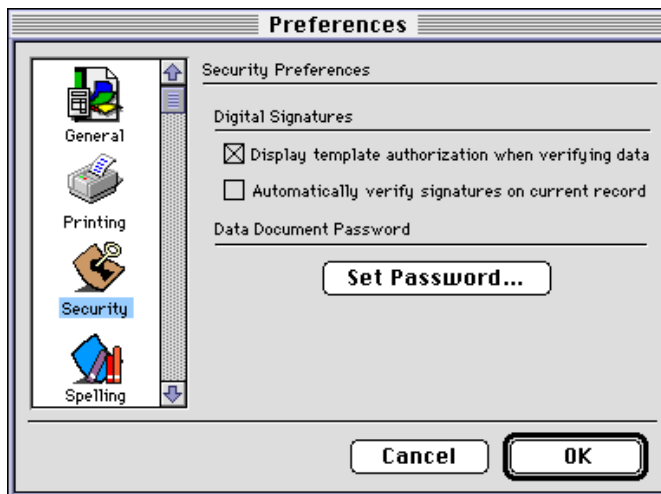 Preferences
General
Printing
Security
Spelling
Security Preferences
Digital Signatures
Display template authorization when verifying data
Automatically verify signatures on current record
Data Document Password
Set Password...
Cancel
OK